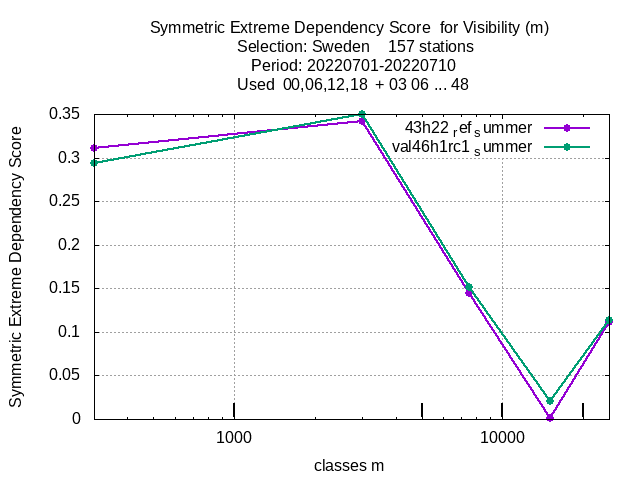 Symmetric Extreme Dependency Score  for Visibility (m)
Selection: Sweden    157 stations
Period: 20220701-20220710
Used  00,06,12,18  + 03 06 ... 48
Symmetric Extreme Dependency Score
0.35
0.3
0.25
0.2
0.15
0.1
0.05
0
43h22 ref summer
val46h1rc1 summer
1000
10000
classes m